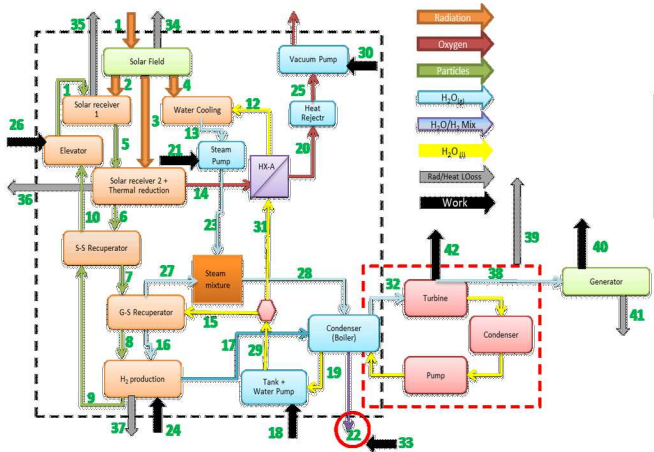 35
1
34
Radiation
Solar Field
Vacuum Pump
30
Oxygen
1
2
4
25
Particles
Solar receiver
1
3
Water Cooling
12
Heat
Rejectr
H₂O(g)
26
13
Elevator
5
21
Steam
Pump
20
HX-A
H₂O/H₂ Mix
H₂O(l)
36
Solar receiver 2 +
Thermal reduction
14
Rad/Heat LOoss
Work
10
6
23
31
42
39
40
S-S Recuperator
7
27
Steam
mixture
28
32
Turbine
38
Generator
G-S Recuperator
15
8
16
17
29
Condenser
(Boiler)
Condenser
41
9
H₂ production
19
Pump
Tank +
Water Pump
37
24
18
22
33